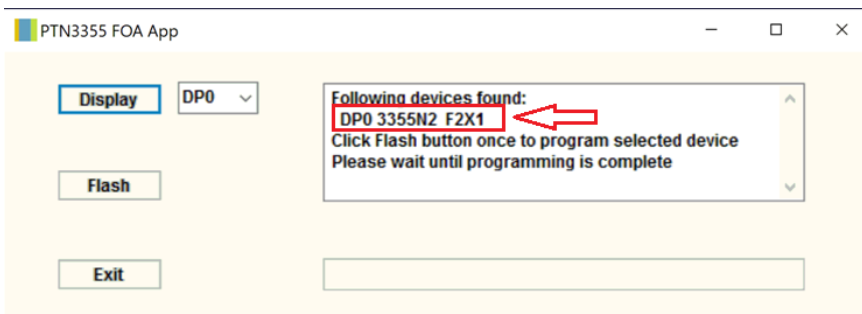 PTN3355 FOA App
Display
DP0
Following devices found:
DP0 3355N2 F2X1
Click Flash button once to program selected device
Please wait until programming is complete
Flash
Exit